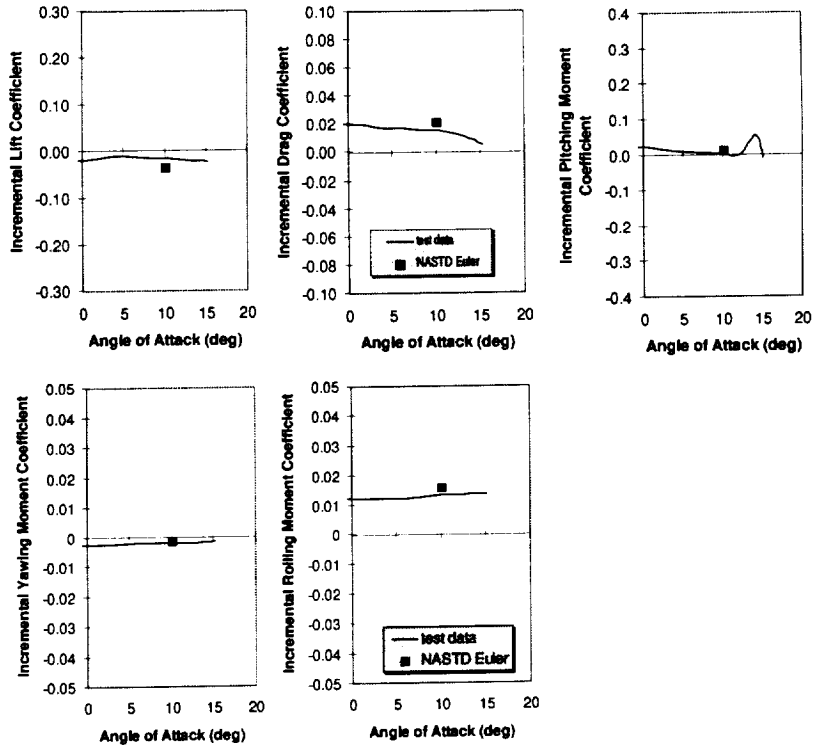 Incremental Lift Coefficient
0.30
0.20
0.10
0.00
-0.10
-0.20
-0.30
0 5 10 15 20
Angle of Attack (deg)
Incremental Drag Coefficient
0.10
0.08
0.06
0.04
0.02
0.00
-0.02
-0.04
-0.06
-0.08
-0.10
test data
NASTD Euler
0 5 10 15 20
Angle of Attack (deg)
Incremental Pitching Moment
Coefficient
0.4
0.3
0.2
0.1
0.0
-0.1
-0.2
-0.3
-0.4
0 5 10 15 20
Angle of Attack (deg)
Incremental Yawing Moment Coefficient
0.05
0.04
0.03
0.02
0.01
0
-0.01
-0.02
-0.03
-0.04
-0.05
0 5 10 15 20
Angle of Attack (deg)
Incremental Rolling Moment Coefficient
0.05
0.04
0.03
0.02
0.01
0
-0.01
-0.02
-0.03
-0.04
-0.05
test data
NASTD Euler
0 5 10 15 20
Angle of Attack (deg)